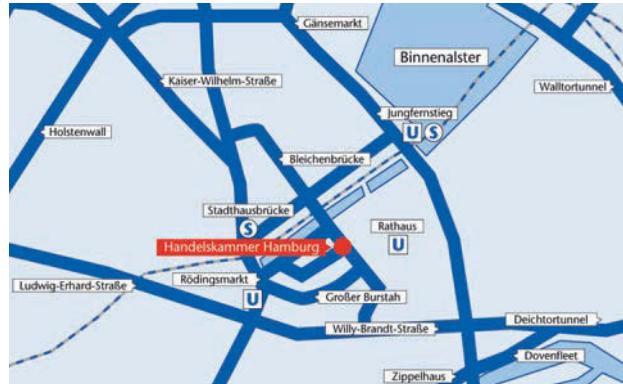 Gänsemarkt
Binnenalster
Kaiser-Wilhelm-Straße
Walltortunnel
Jungfernstieg
U S
Holstenwall
Bleichenbrücke
Stadthausbrücke
S
Rathaus
U
Handelskammer Hamburg
Rödingsmarkt
U
Ludwig-Erhard-Straße
Großer Burstah
Willy-Brandt-Straße
Deichtortunnel
Dovenfleet
Zippelhaus